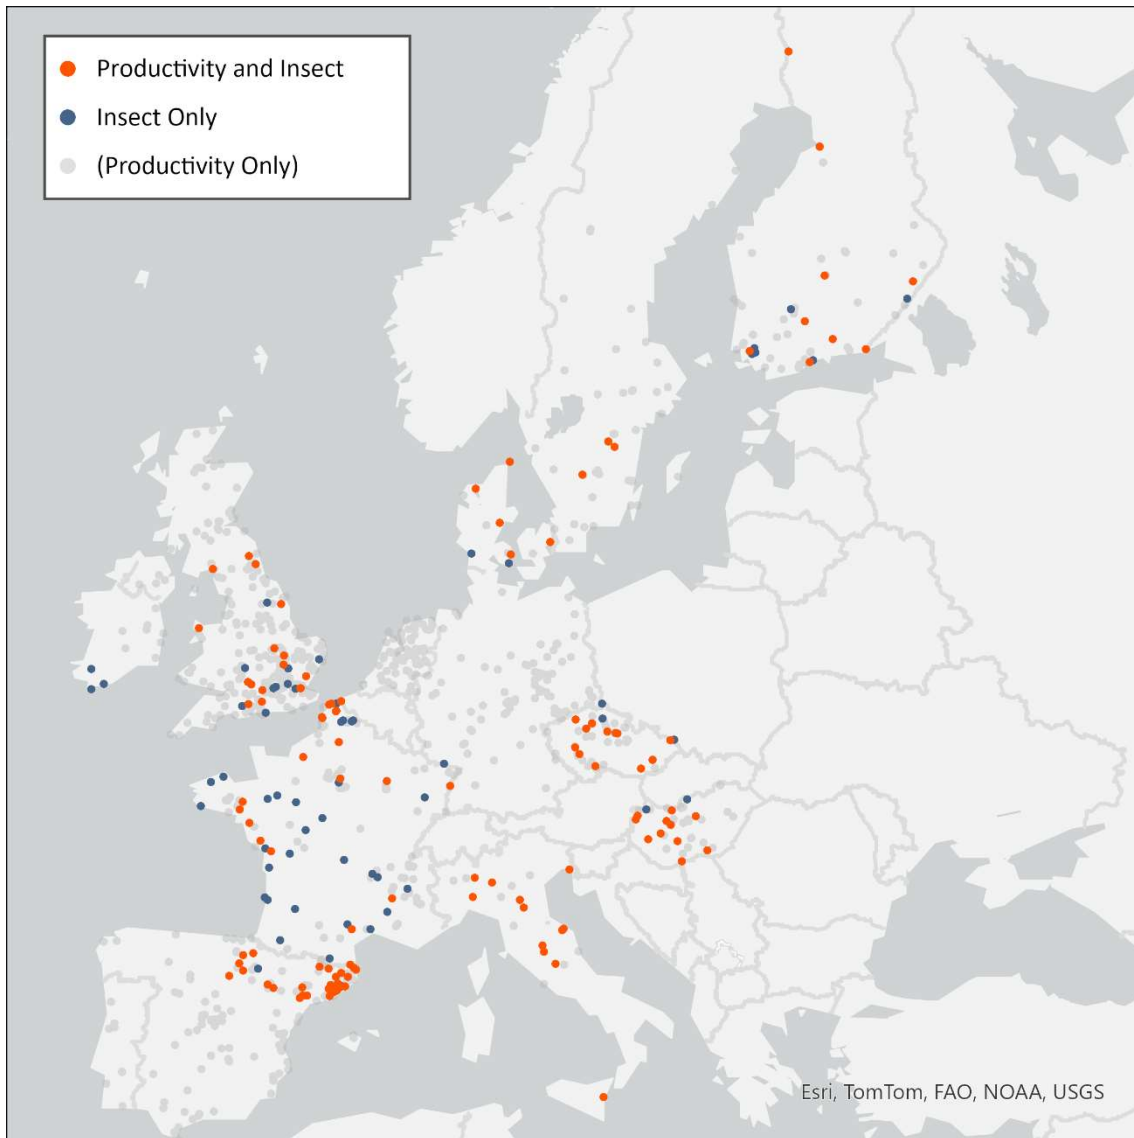 Productivity and Insect
Insect Only
(Productivity Only)
Esri, TomTom, FAO, NOAA, USGS